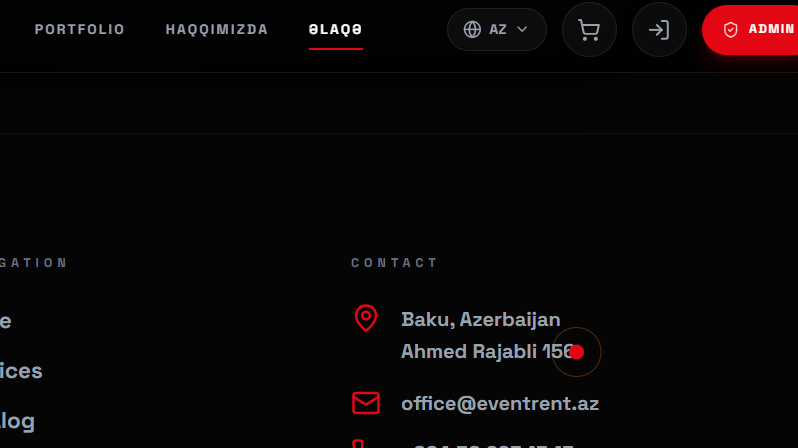 PORTFOLIO
HAQQIMIZDA
ƏLAQƏ
AZ
ADMIN
GATION
CONTACT
e
ices
log
Baku, Azerbaijan
Ahmed Rajabli 156
office@eventrent.az